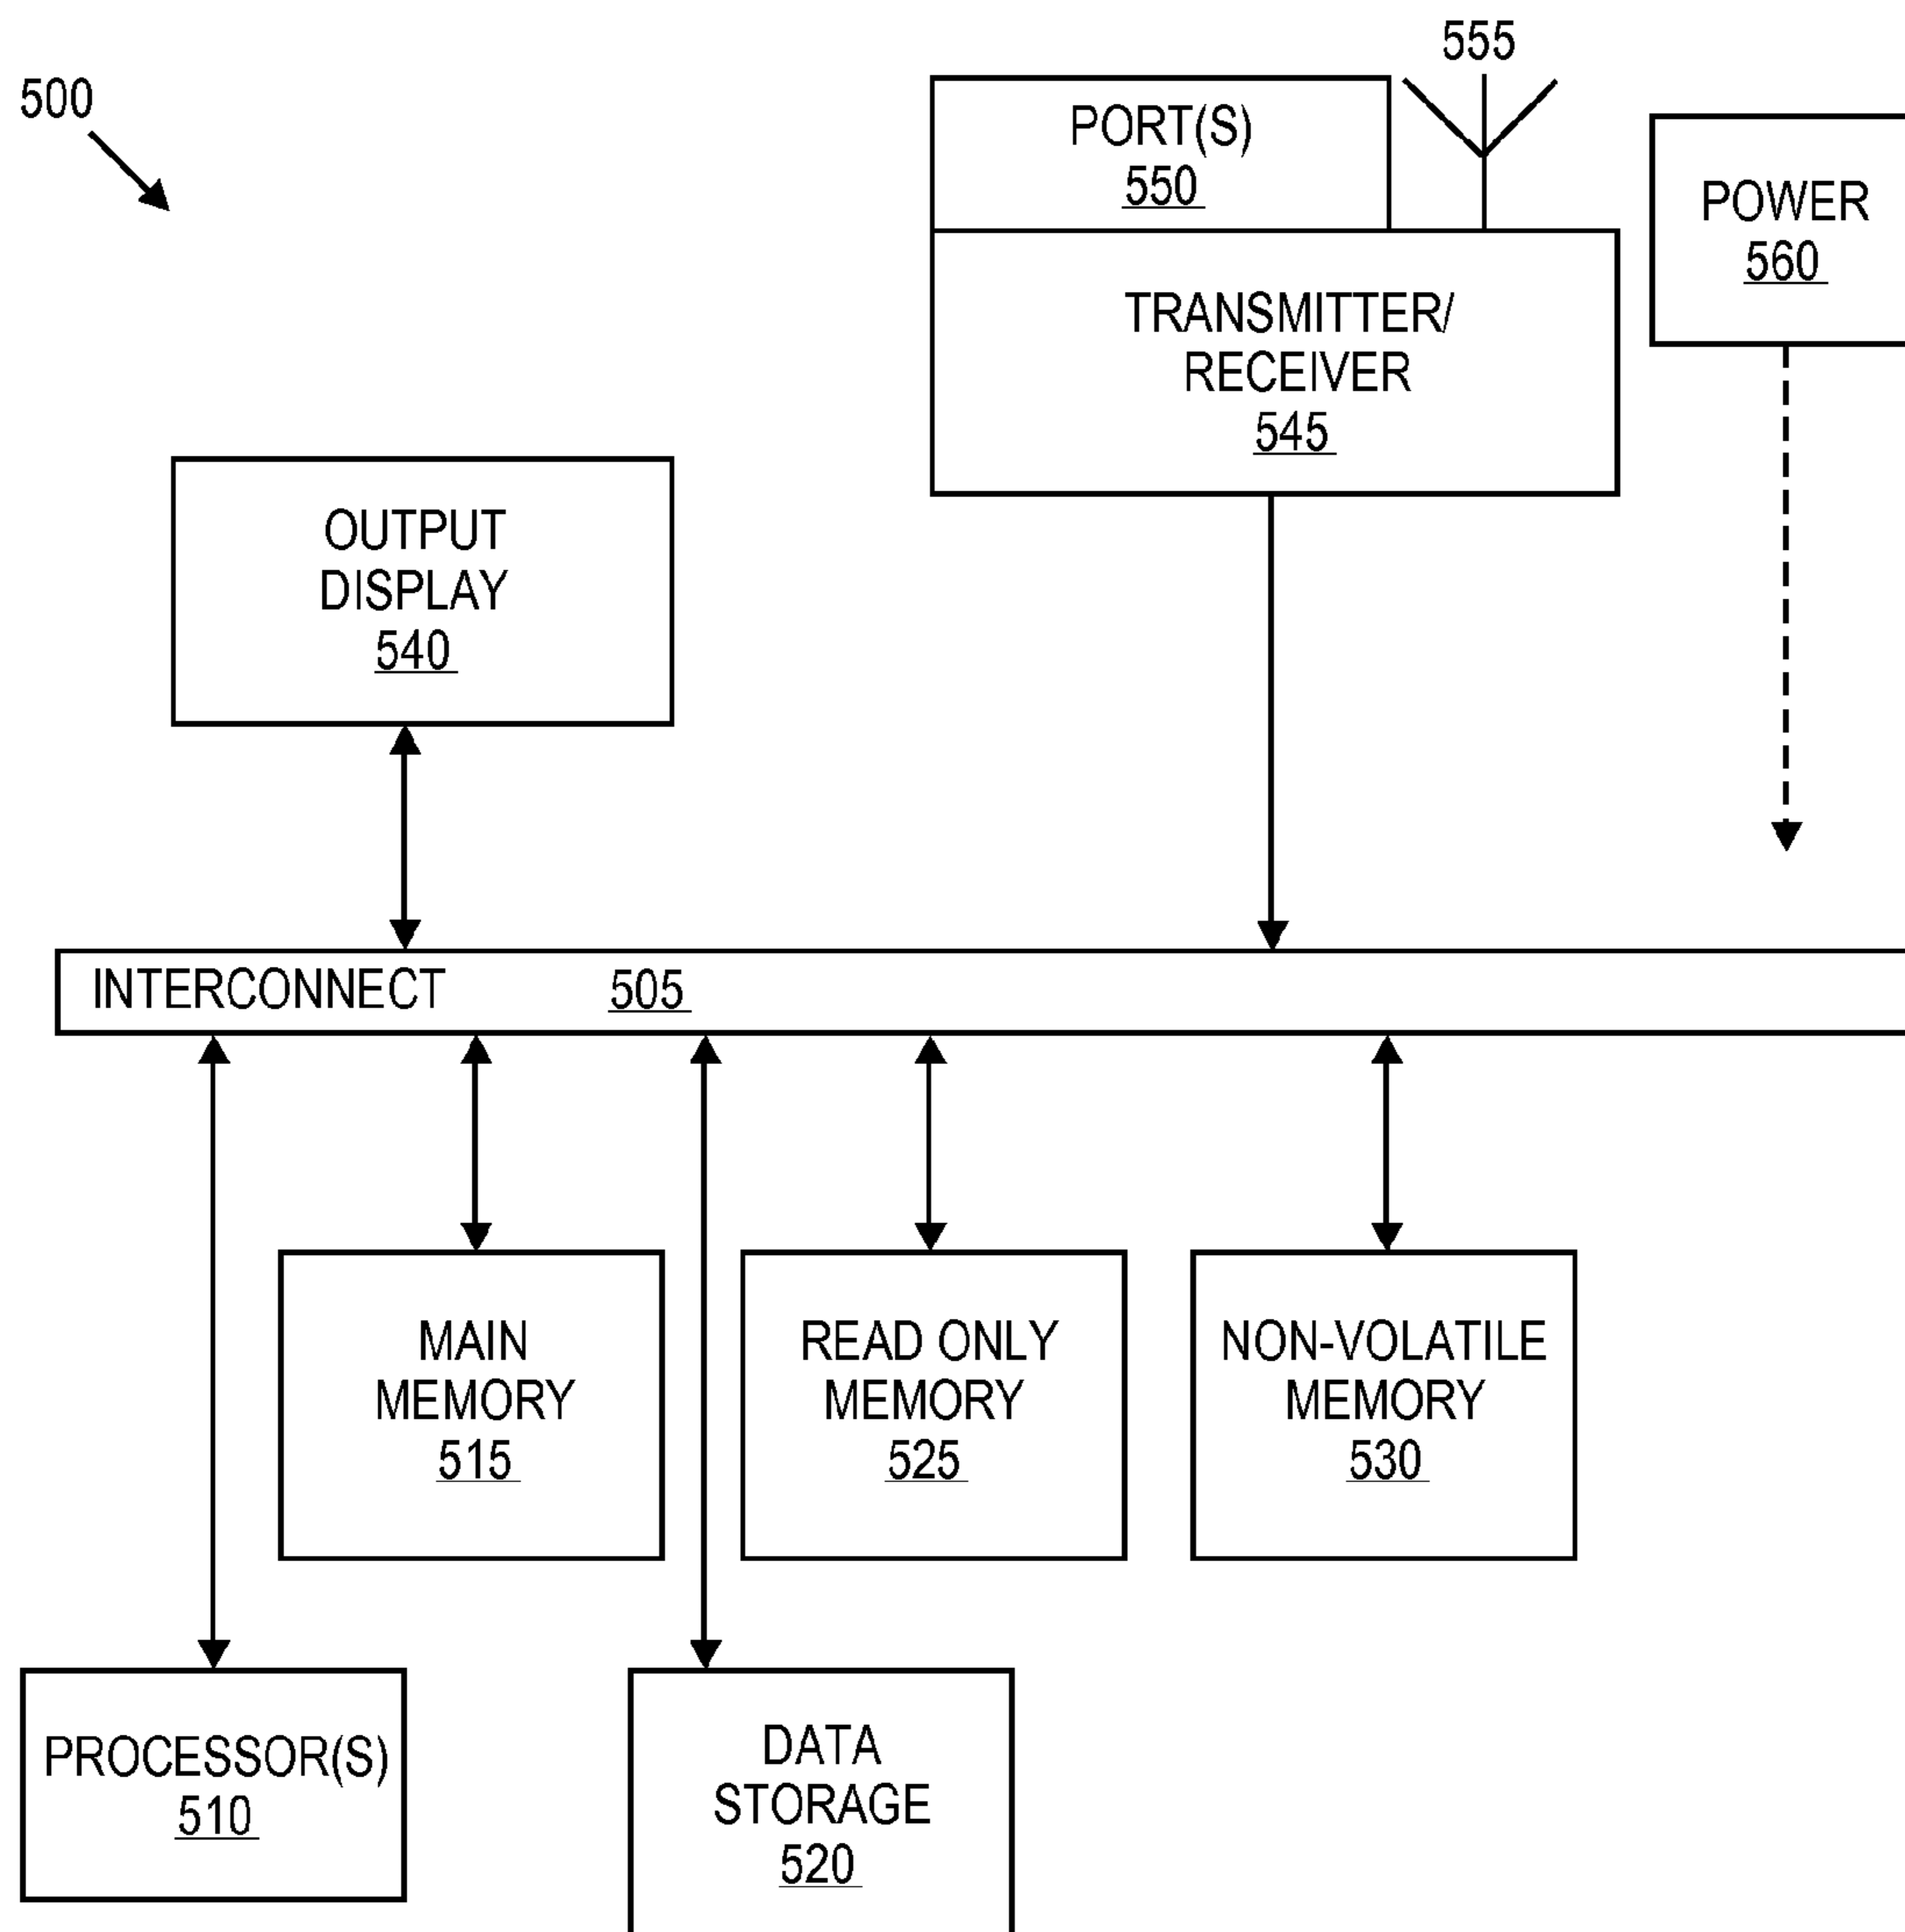 555
500
PORT(S)
550
POWER
560
TRANSMITTER/
RECEIVER
545
OUTPUT
DISPLAY
540
INTERCONNECT 505
MAIN
MEMORY
515
READ ONLY
MEMORY
525
NON-VOLATILE
MEMORY
530
PROCESSOR(S)
510
DATA
STORAGE
520